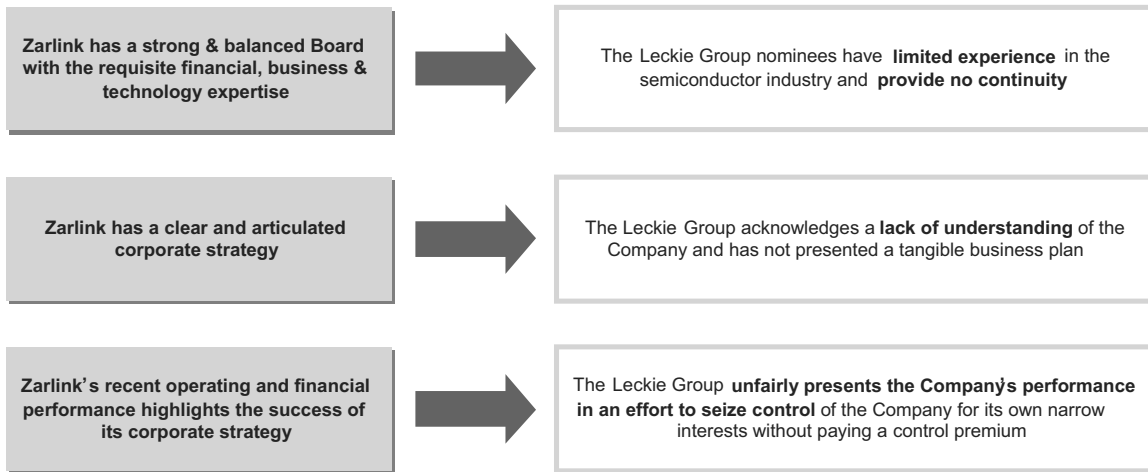 Zarlink has a strong & balanced Board
with the requisite financial, business &
technology expertise
The Leckie Group nominees have limited experience in the
semiconductor industry and provide no continuity
Zarlink has a clear and articulated
corporate strategy
The Leckie Group acknowledges a lack of understanding of the
Company and has not presented a tangible business plan
Zarlink's recent operating and financial
performance highlights the success of
its corporate strategy
The Leckie Group unfairly presents the Company's performance
in an effort to seize control of the Company for its own narrow
interests without paying a control premium